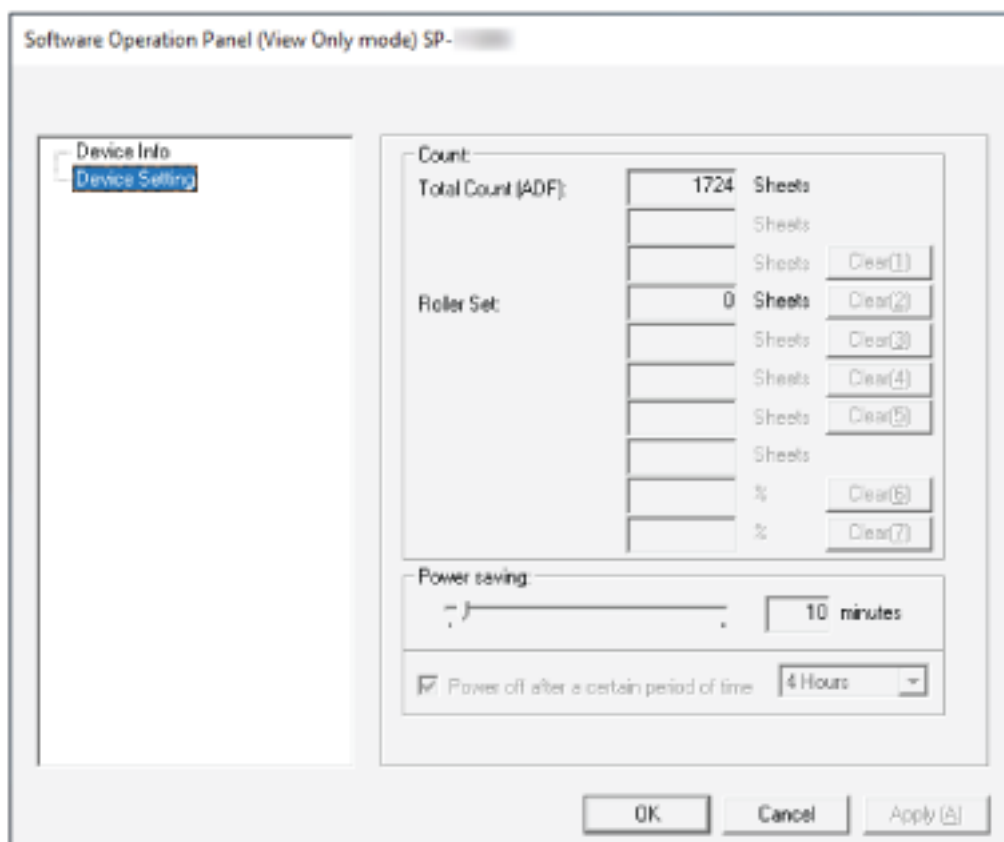 Software Operation Panel (View Only mode) SP-
Device Info
Device Setting
Count:
Total Count (ADF): 1724 Sheets
Sheets
Sheets Clear(1)
Roller Set: 0 Sheets Clear(2)
Sheets Clear(3)
Sheets Clear(4)
Sheets Clear(5)
Sheets
% Clear(6)
% Clear(7)
Power saving:
10 minutes
Power off after a certain period of time 4 Hours
OK Cancel Apply (A)